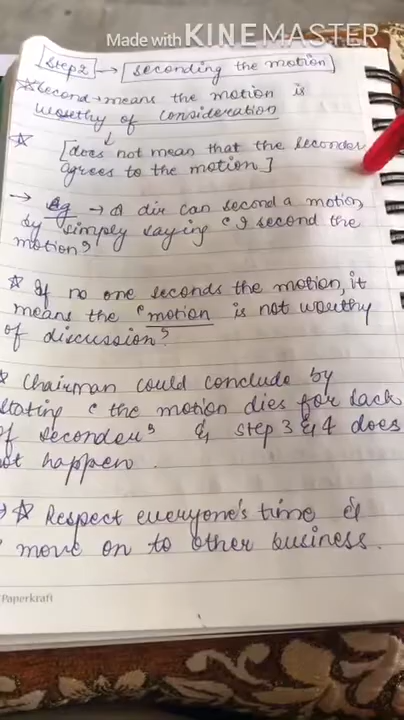 Made with KINEMASTER
Step 2 → seconding the motion
★ Second → means the motion is
worthy of consideration
★ ↓
[does not mean that the seconder
agrees to the motion]
→ Eg → A dir can second a motion
by simply saying "I second the
motion"
★ If no one seconds the motion, it
means the "motion is not worthy
of discussion"
★ Chairman could conclude by
stating "the motion dies for lack
of seconder" & step 3 & 4 does
not happen.
→ ★ Respect everyone's time &
move on to other business.
Paperkraft